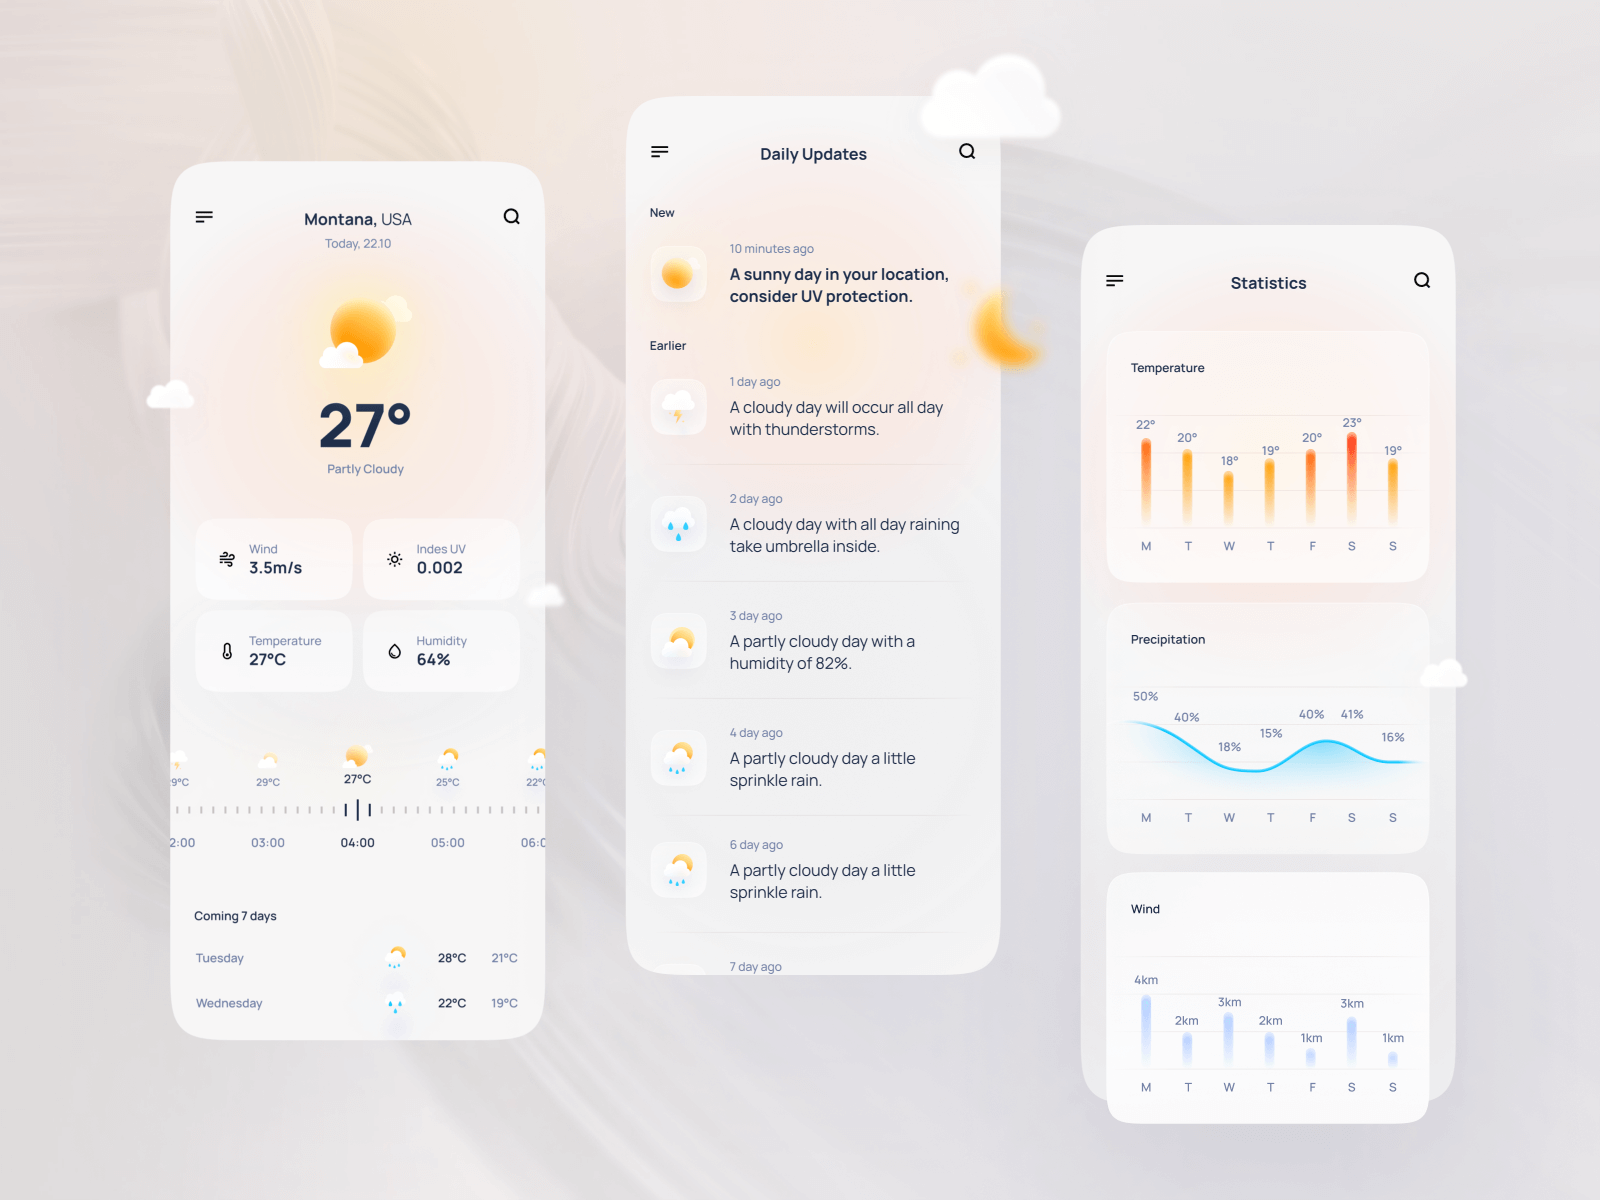 Montana, USA
Today, 22.10
27°
Partly Cloudy
Wind
3.5m/s
Indes UV
0.002
Temperature
27°C
Humidity
64%
9°C 29°C 27°C 25°C 22°
2:00 03:00 04:00 05:00 06:0
Coming 7 days
Tuesday 28°C 21°C
Wednesday 22°C 19°C
Daily Updates
New
10 minutes ago
A sunny day in your location,
consider UV protection.
Earlier
1 day ago
A cloudy day will occur all day
with thunderstorms.
2 day ago
A cloudy day with all day raining
take umbrella inside.
3 day ago
A partly cloudy day with a
humidity of 82%.
4 day ago
A partly cloudy day a little
sprinkle rain.
6 day ago
A partly cloudy day a little
sprinkle rain.
7 day ago
Statistics
Temperature
22° 20° 18° 19° 20° 23° 19°
M T W T F S S
Precipitation
50% 40% 18% 15% 40% 41% 16%
M T W T F S S
Wind
4km 2km 3km 2km 1km 3km 1km
M T W T F S S